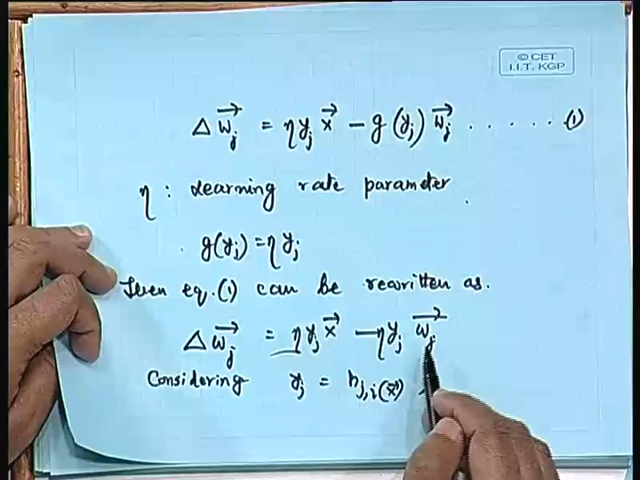 © CET
I.I.T. KGP
Δ w⃗_j = η y_j x⃗ − g(y_j) w⃗_j ...... (1)
η : Learning rate parameter.
g(y_j) = η y_j
Then eq.(1) can be rewritten as.
Δ w⃗_j = η y_j x⃗ − η y_j w⃗_j
Considering y_j = h_{j,i(x⃗)}